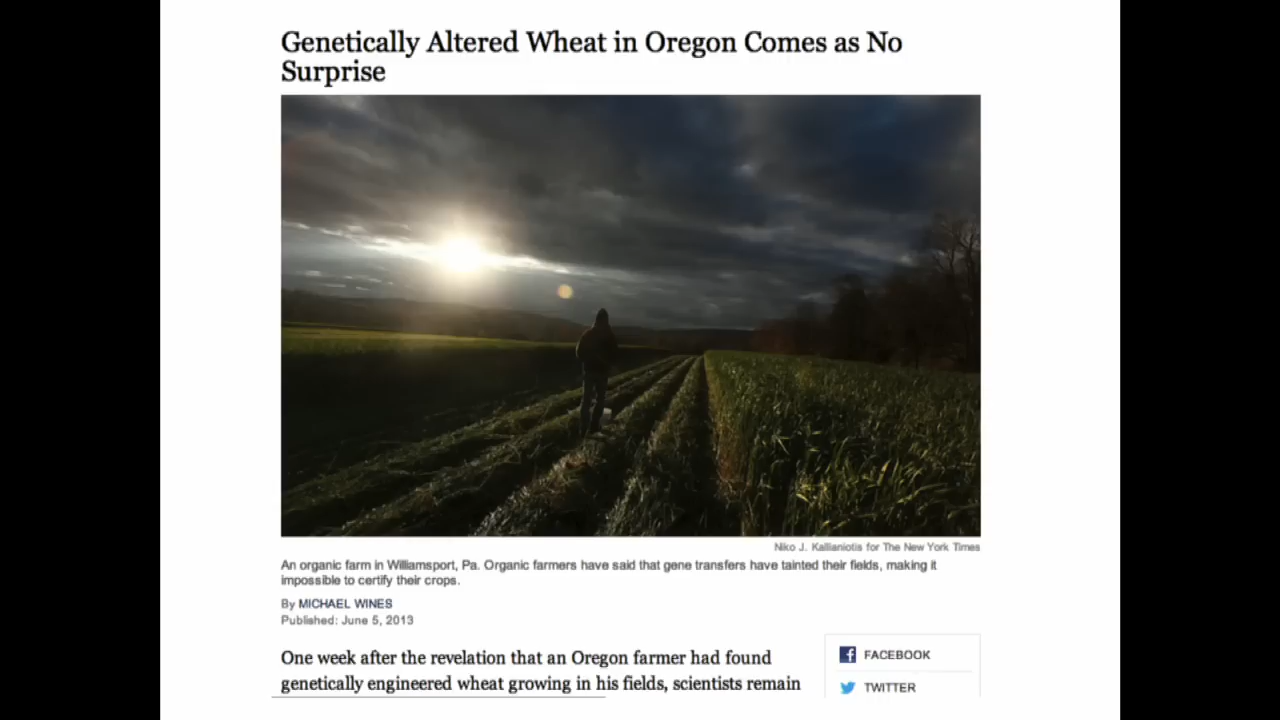 Genetically Altered Wheat in Oregon Comes as No
Surprise
Niko J. Kallianiotis for The New York Times
An organic farm in Williamsport, Pa. Organic farmers have said that gene transfers have tainted their fields, making it
impossible to certify their crops.
By MICHAEL WINES
Published: June 5, 2013
One week after the revelation that an Oregon farmer had found
genetically engineered wheat growing in his fields, scientists remain
FACEBOOK
TWITTER